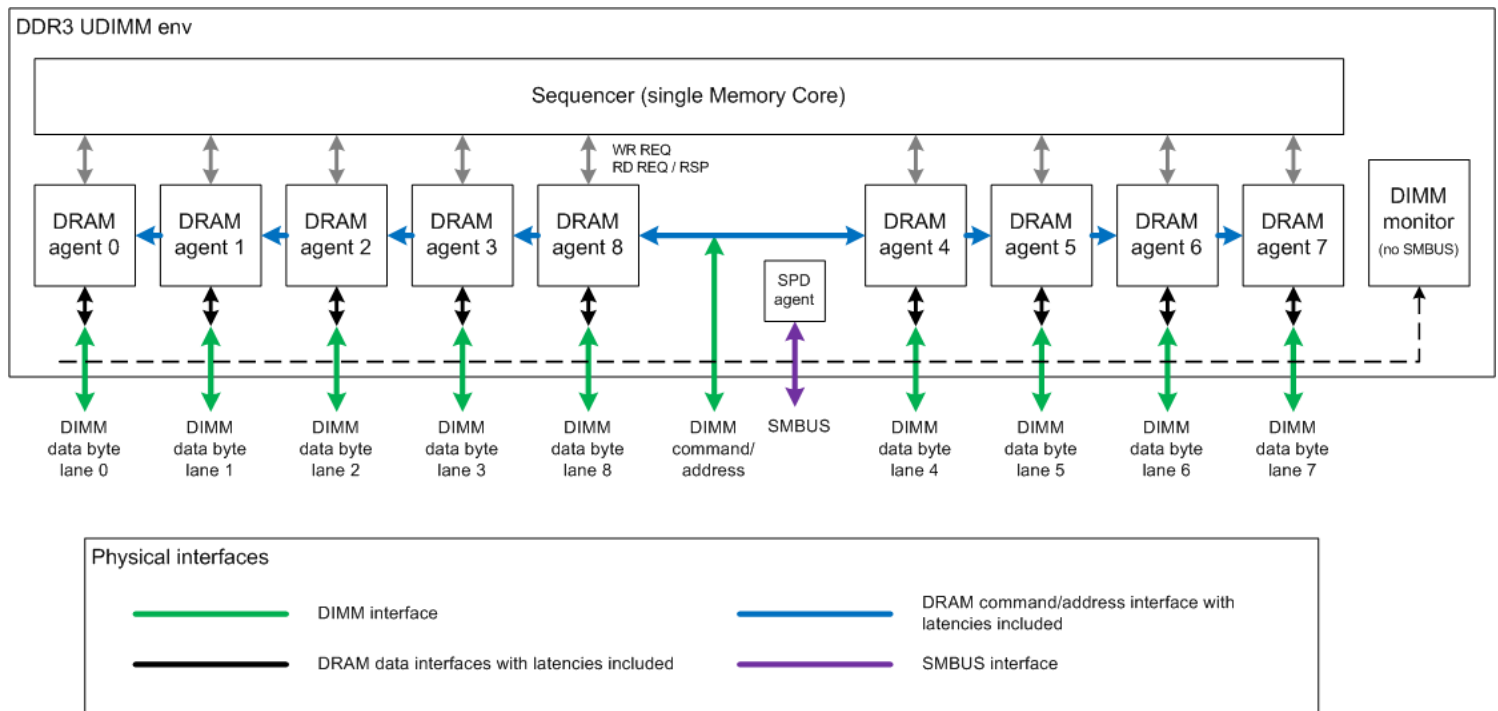 DDR3 UDIMM env
Sequencer (single Memory Core)
WR REQ
RD REQ / RSP
DRAM
agent 0
DRAM
agent 1
DRAM
agent 2
DRAM
agent 3
DRAM
agent 8
DRAM
agent 4
DRAM
agent 5
DRAM
agent 6
DRAM
agent 7
DIMM
monitor
(no SMBUS)
SPD
agent
DIMM
data byte
lane 0
DIMM
data byte
lane 1
DIMM
data byte
lane 2
DIMM
data byte
lane 3
DIMM
data byte
lane 8
DIMM
command/
address
SMBUS
DIMM
data byte
lane 4
DIMM
data byte
lane 5
DIMM
data byte
lane 6
DIMM
data byte
lane 7
Physical interfaces
DIMM interface
DRAM command/address interface with
latencies included
DRAM data interfaces with latencies included
SMBUS interface